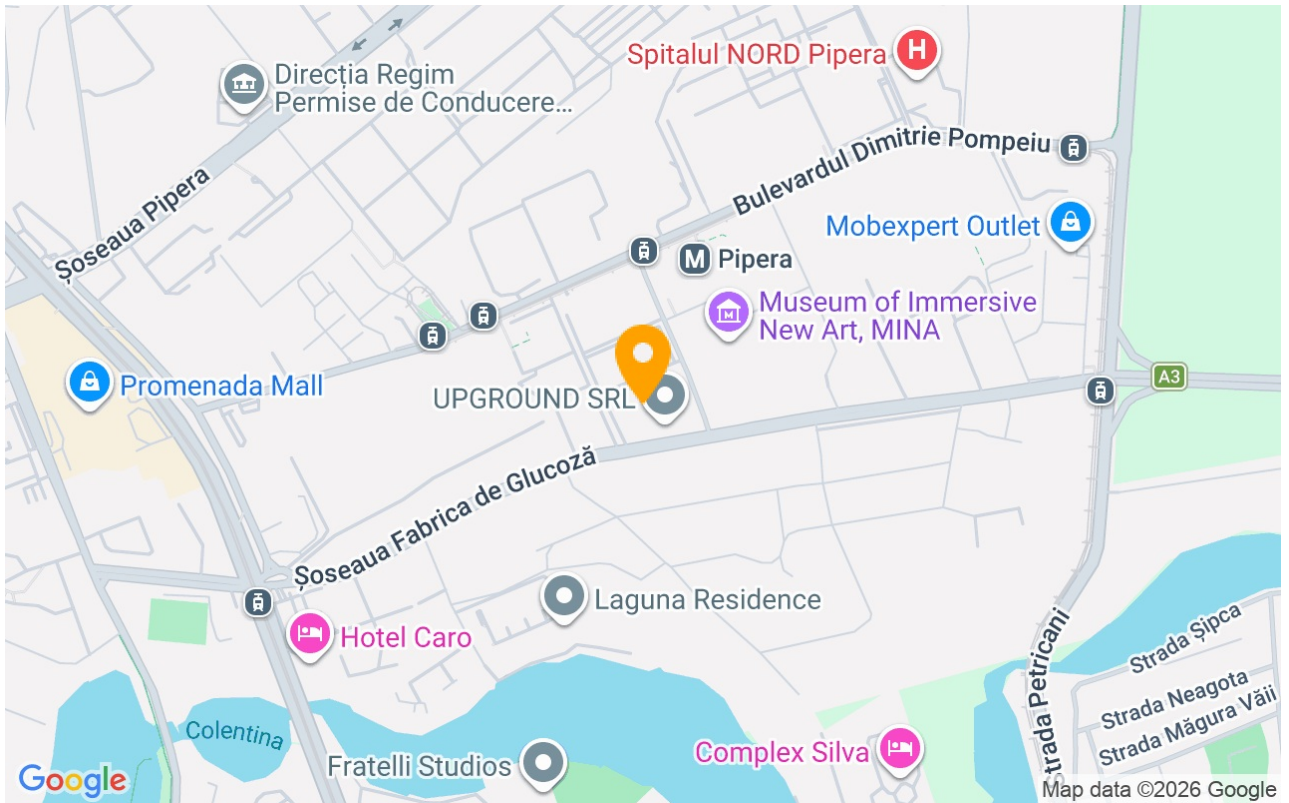 Spitalul NORD Pipera
H
Direcția Regim
Permise de Conducere...
Bulevardul Dimitrie Pompeiu
Șoseaua Pipera
Mobexpert Outlet
M Pipera
Museum of Immersive
New Art, MINA
A3
Promenada Mall
UPGROUND SRL
Șoseaua Fabrica de Glucoză
Laguna Residence
Hotel Caro
Strada Petricani
Strada Șipca
Strada Neagota
Strada Măgura Văii
Colentina
Complex Silva
Fratelli Studios
Google
Map data ©2026 Google